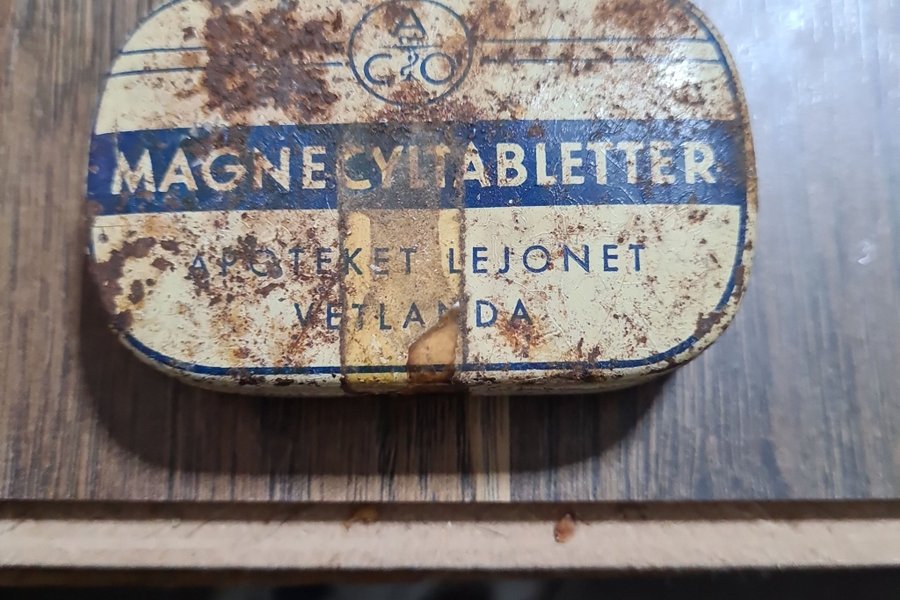 A
C O
MAGNECYLTABLETTER
APOTEKET LEJONET
VETLANDA